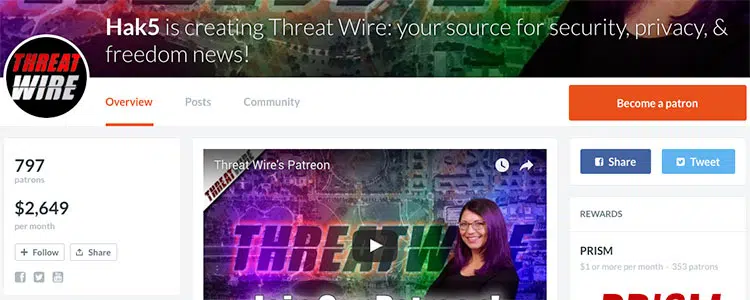 Hak5 is creating Threat Wire: your source for security, privacy, &
freedom news!
THREAT
WIRE
Overview
Posts
Community
Become a patron
797
patrons
$2,649
per month
+ Follow
Share
Threat Wire's Patreon
THREAT WIRE
THREAT WIRE
Share
Tweet
REWARDS
PRISM
$1 or more per month · 353 patrons
PRISM